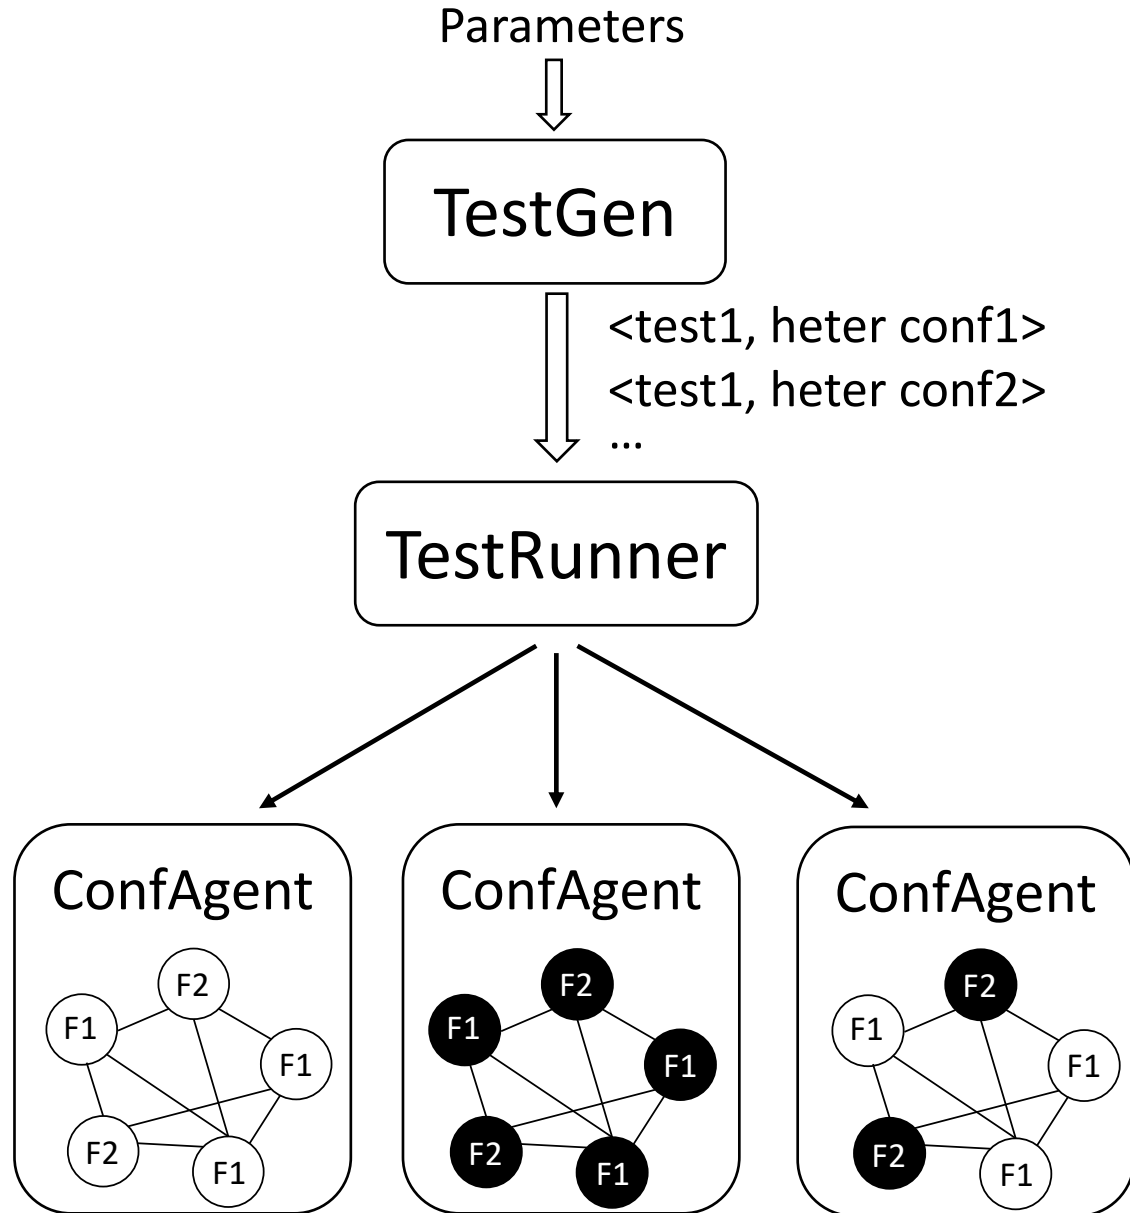 Parameters
TestGen
<test1, heter conf1>
<test1, heter conf2>
...
TestRunner
ConfAgent
F2
F1
F1
F2
F1
ConfAgent
F2
F1
F1
F2
F1
ConfAgent
F2
F1
F1
F2
F1